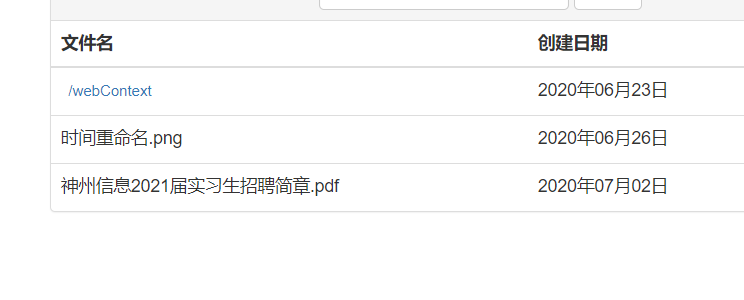 文件名 创建日期
/webContext 2020年06月23日
时间重命名.png 2020年06月26日
神州信息2021届实习生招聘简章.pdf 2020年07月02日